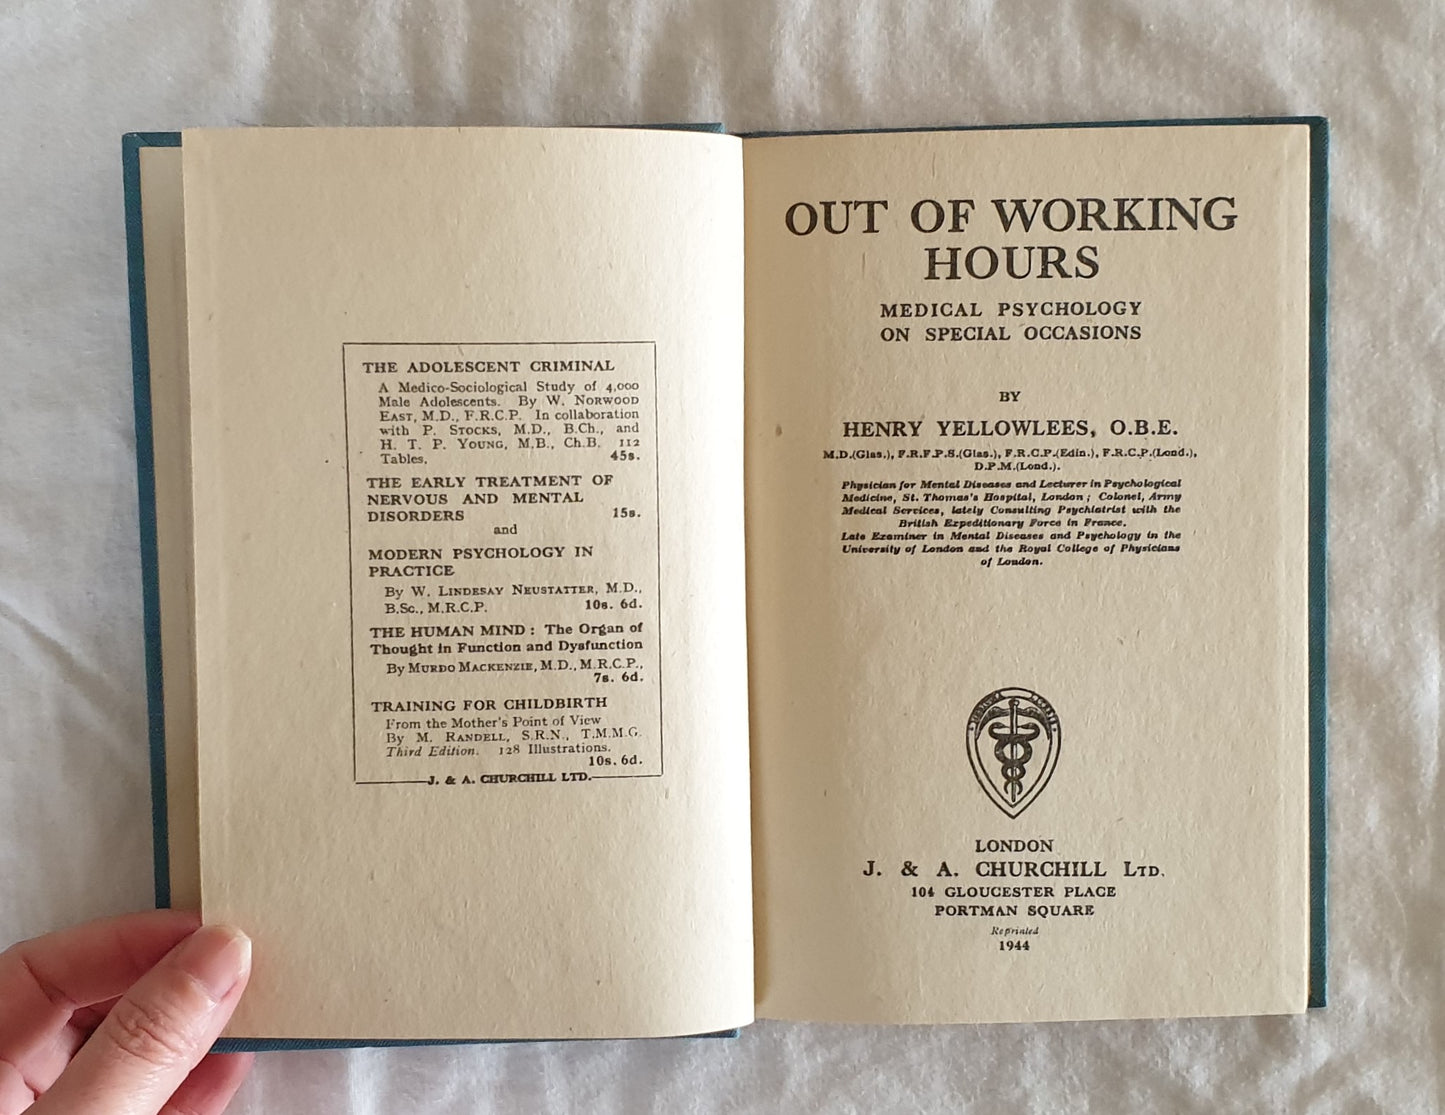 THE ADOLESCENT CRIMINAL
A Medico-Sociological Study of 4,000
Male Adolescents. By W. NORWOOD
EAST, M.D., F.R.C.P. In collaboration
with P. STOCKS, M.D., B.Ch., and
H. T. P. YOUNG, M.B., Ch.B. 112
Tables. 45s.
THE EARLY TREATMENT OF
NERVOUS AND MENTAL
DISORDERS 15s.
and
MODERN PSYCHOLOGY IN
PRACTICE
By W. LINDESAY NEUSTATTER, M.D.,
B.Sc., M.R.C.P. 10s. 6d.
THE HUMAN MIND : The Organ of
Thought in Function and Dysfunction
By MURDO MACKENZIE, M.D., M.R.C.P.,
7s. 6d.
TRAINING FOR CHILDBIRTH
From the Mother's Point of View
By M. RANDELL, S.R.N., T.M.M.G.
Third Edition. 128 Illustrations.
10s. 6d.
J. & A. CHURCHILL LTD.
OUT OF WORKING
HOURS
MEDICAL PSYCHOLOGY
ON SPECIAL OCCASIONS
BY
HENRY YELLOWLEES, O.B.E.
M.D.(Glas.), F.R.F.P.S.(Glas.), F.R.C.P.(Edin.), F.R.C.P.(Lond.),
D.P.M.(Lond.).
Physician for Mental Diseases and Lecturer in Psychological
Medicine, St. Thomas's Hospital, London ; Colonel, Army
Medical Services, lately Consulting Psychiatrist with the
British Expeditionary Force in France.
Late Examiner in Mental Diseases and Psychology in the
University of London and the Royal College of Physicians
of London.
LONDON
J. & A. CHURCHILL LTD.
104 GLOUCESTER PLACE
PORTMAN SQUARE
Reprinted
1944